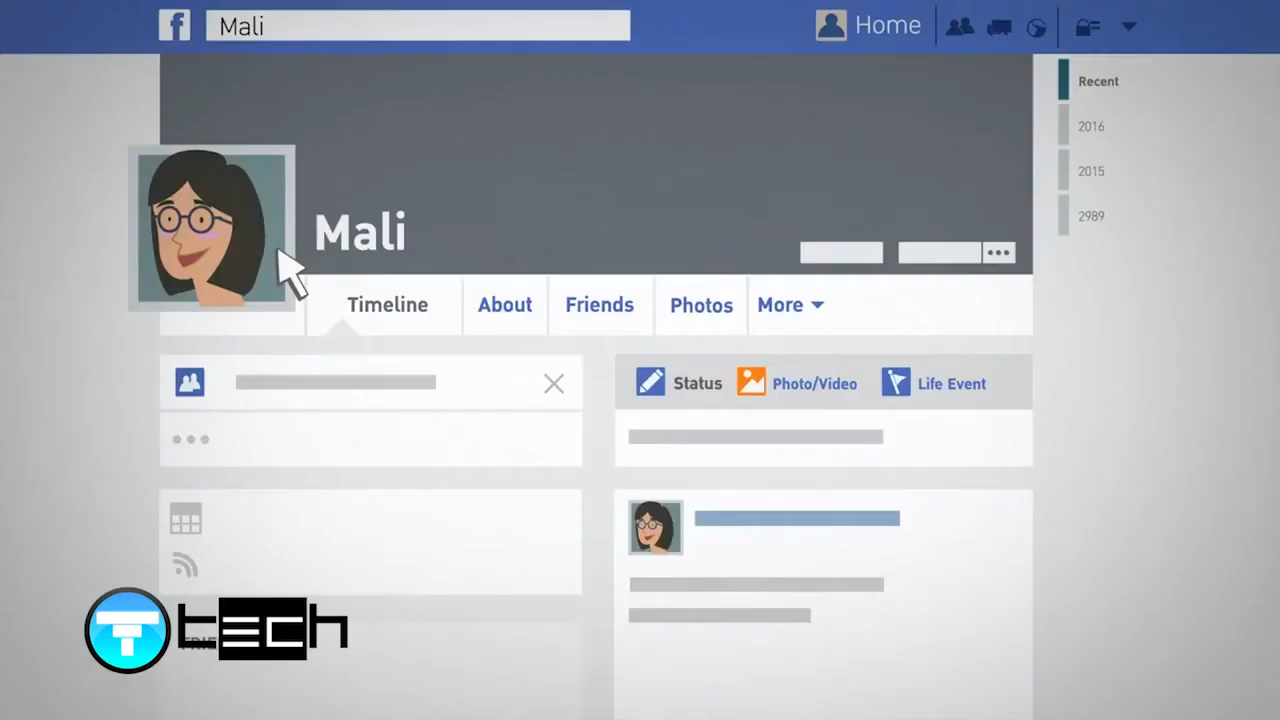 f Mali Home
Recent
2016
2015
2989
Mali
Timeline About Friends Photos More
Status Photo/Video Life Event
T tech